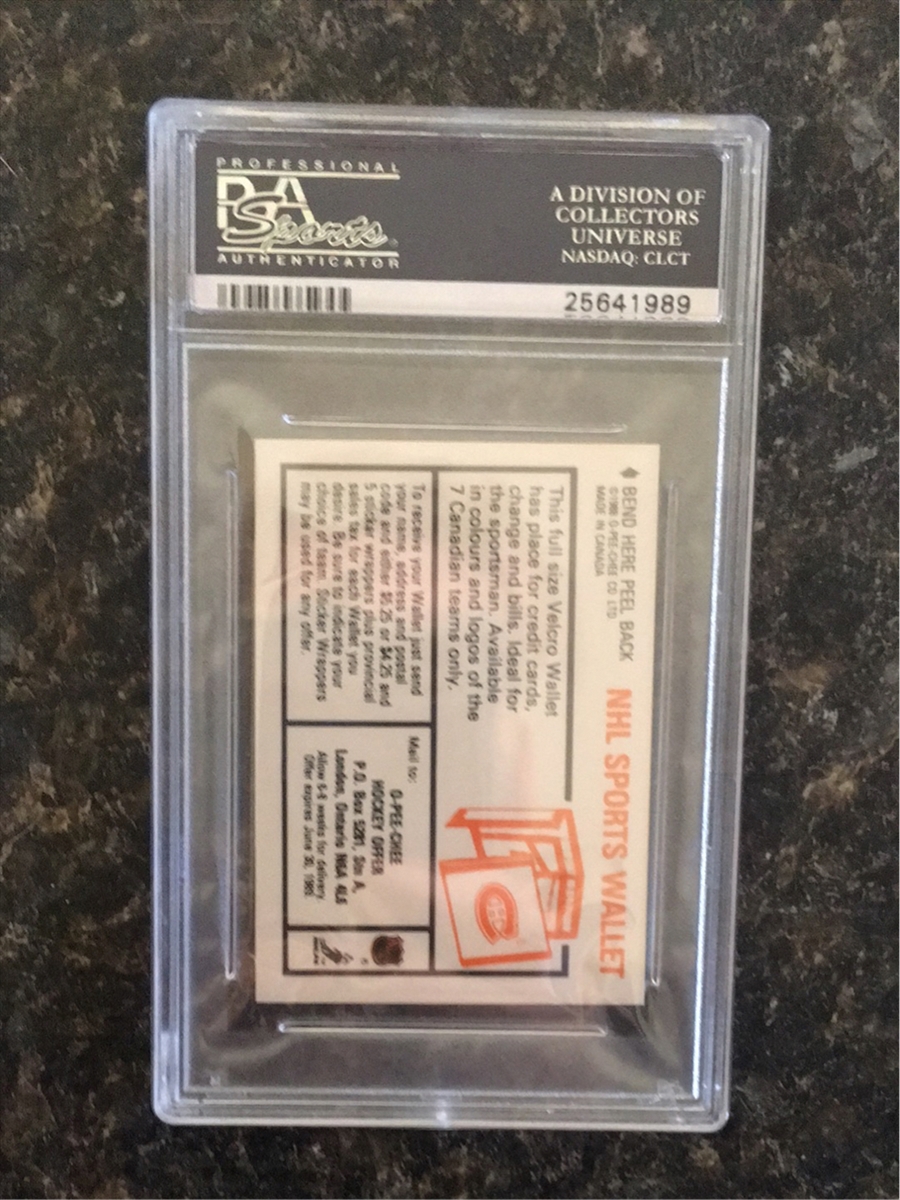 PROFESSIONAL
PSA
Sports
AUTHENTICATOR
A DIVISION OF
COLLECTORS
UNIVERSE
NASDAQ: CLCT
25641989
BEND HERE PEEL BACK
©1988 O-PEE-CHEE CO LTD
MADE IN CANADA
NHL SPORTS WALLET
This full size Velcro Wallet
has place for credit cards,
change and bills. Ideal for
the sportsman. Available
in colours and logos of the
7 Canadian teams only.
To receive your Wallet just send
your name, address and postal
code and either $5.25 or $4.25 and
5 sticker wrappers plus provincial
sales tax for each Wallet you
desire. Be sure to indicate your
choice of team. Sticker Wrappers
may be used for any offer.
Mail to:
O-PEE-CHEE
HOCKEY OFFER
P.O. Box 5291, Stn A,
London, Ontario N6A 4L6
Allow 6-8 weeks for delivery
Offer expires June 30, 1989